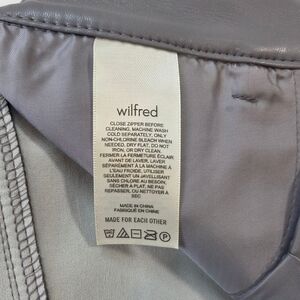 wilfred
CLOSE ZIPPER BEFORE
CLEANING, MACHINE WASH
COLD SEPARATELY, ONLY
NON-CHLORINE BLEACH WHEN
NEEDED, DRY FLAT, DO NOT
IRON, OR DRY CLEAN.
FERMER LA FERMETURE ÉCLAIR
AVANT DE LAVER, LAVER
SÉPARÉMENT À LA MACHINE À
L'EAU FROIDE, UTILISER
SEULEMENT UN JAVELLISANT
SANS CHLORE AU BESOIN,
SÉCHER À PLAT, NE PAS
REPASSER, OU NETTOYER À
SEC
MADE IN CHINA
FABRIQUÉ EN CHINE
MADE FOR EACH OTHER
P